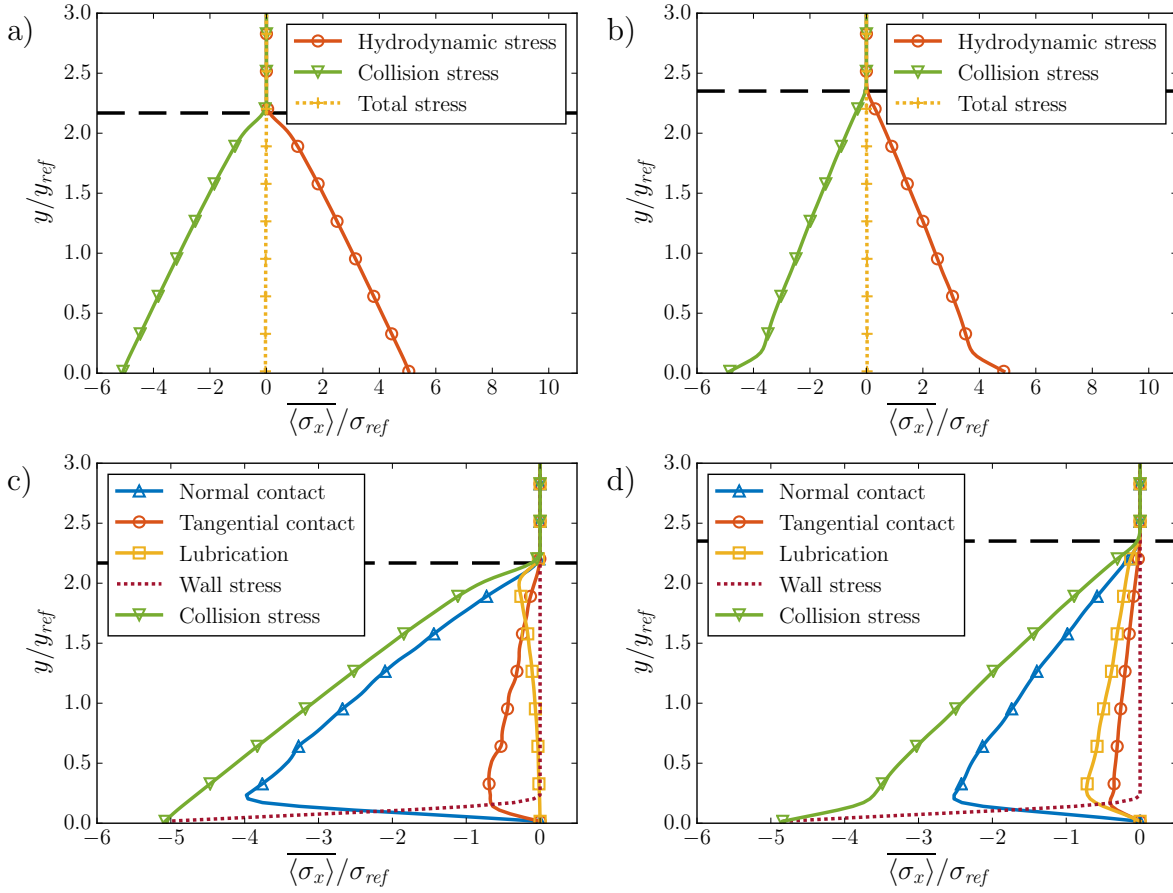 a)
3.0
2.5
2.0
1.5
1.0
0.5
0.0
y/y_ref
Hydrodynamic stress
Collision stress
Total stress
−6 −4 −2 0 2 4 6 8 10
⟨σ_x⟩/σ_ref
b)
3.0
2.5
2.0
1.5
1.0
0.5
0.0
y/y_ref
Hydrodynamic stress
Collision stress
Total stress
−6 −4 −2 0 2 4 6 8 10
⟨σ_x⟩/σ_ref
c)
3.0
2.5
2.0
1.5
1.0
0.5
0.0
y/y_ref
Normal contact
Tangential contact
Lubrication
Wall stress
Collision stress
−6 −5 −4 −3 −2 −1 0
⟨σ_x⟩/σ_ref
d)
3.0
2.5
2.0
1.5
1.0
0.5
0.0
y/y_ref
Normal contact
Tangential contact
Lubrication
Wall stress
Collision stress
−6 −5 −4 −3 −2 −1 0
⟨σ_x⟩/σ_ref